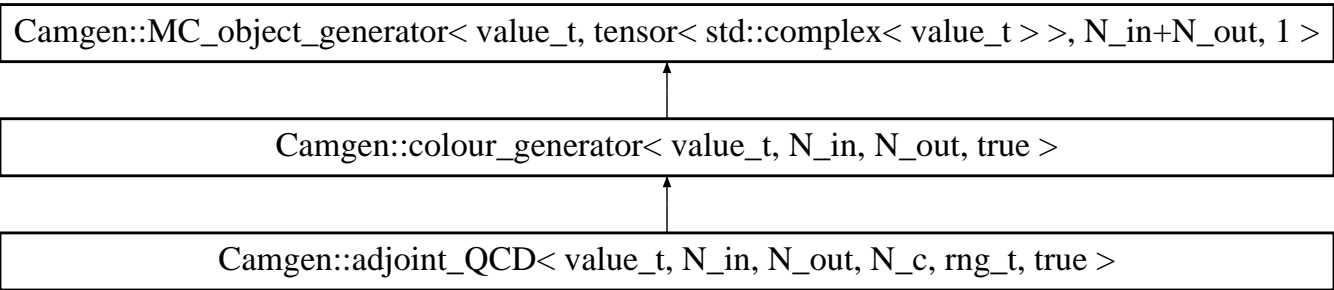 Camgen::MC_object_generator< value_t, tensor< std::complex< value_t > >, N_in+N_out, 1 >
Camgen::colour_generator< value_t, N_in, N_out, true >
Camgen::adjoint_QCD< value_t, N_in, N_out, N_c, rng_t, true >